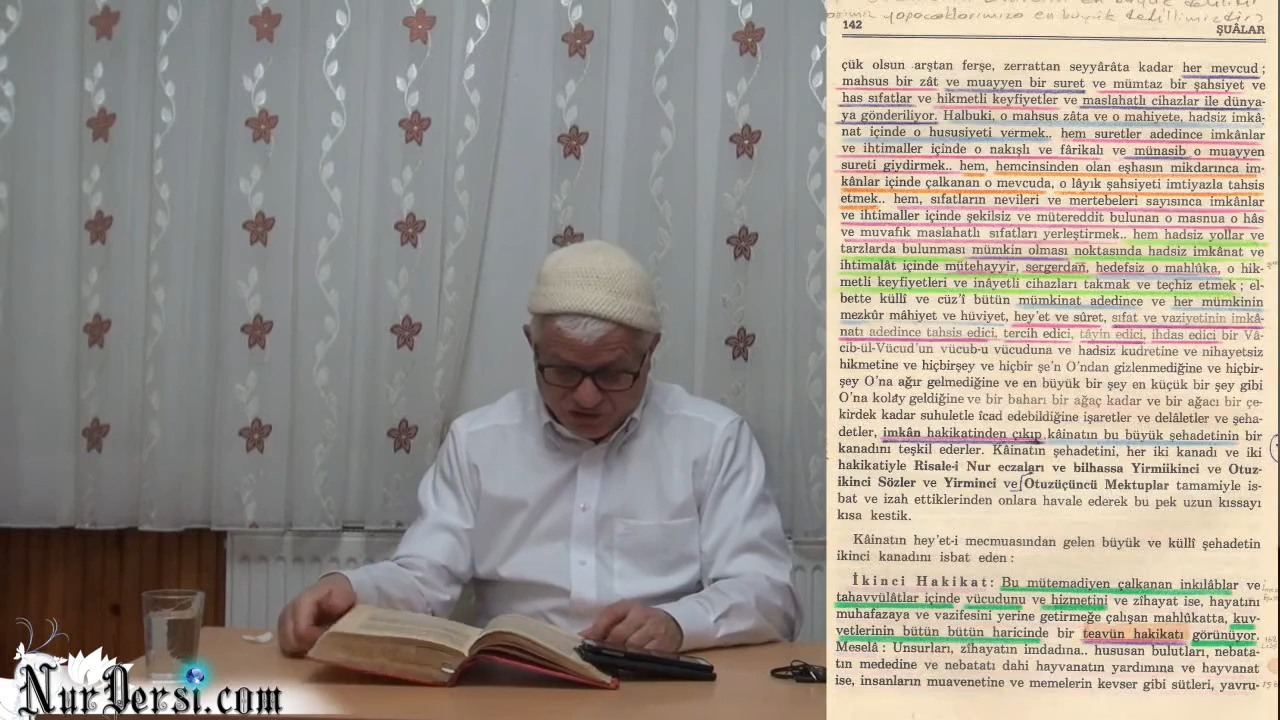 yapacaklarımıza en büyük
142
ŞUÂLAR
çük olsun arştan ferşe, zerrattan seyyârâta kadar her mevcud ;
mahsus bir zât ve muayyen bir suret ve mümtaz bir şahsiyet ve
has sıfatlar ve hikmetli keyfiyetler ve maslahatlı cihazlar ile dünya-
ya gönderiliyor. Halbuki, o mahsus zâta ve o mahiyete, hadsiz imkâ-
nat içinde o hususiyeti vermek.. hem suretler adedince imkânlar
ve ihtimaller içinde o nakışlı ve fârikalı ve münasib o muayyen
sureti giydirmek.. hem, hemcinsinden olan eşhasın mikdarınca im-
kânlar içinde çalkanan o mevcuda, o lâyık şahsiyeti imtiyazla tahsis
etmek.. hem, sıfatların nevileri ve mertebeleri sayısınca imkânlar
ve ihtimaller içinde şekilsiz ve mütereddit bulunan o masnua o hâs
ve muvafık maslahatlı sıfatları yerleştirmek.. hem hadsiz yollar ve
tarzlarda bulunması mümkin olması noktasında hadsiz imkânat ve
ihtimalât içinde mütehayyir, sergerdan, hedefsiz o mahlûka, o hik-
metli keyfiyetleri ve inâyetli cihazları takmak ve teçhiz etmek ; el-
bette küllî ve cüz'î bütün mümkinat adedince ve her mümkinin
mezkûr mâhiyet ve hüviyet, hey'et ve sûret, sıfat ve vaziyetinin imkâ-
natı adedince tahsis edici, tercih edici, tâyin edici, ihdas edici bir Vâ-
cib-ül-Vücud'un vücub-u vücuduna ve hadsiz kudretine ve nihayetsiz
hikmetine ve hiçbirşey ve hiçbir şe'n O'ndan gizlenmediğine ve hiçbir-
şey O'na ağır gelmediğine ve en büyük bir şey en küçük bir şey gibi
O'na kolay geldiğine ve bir baharı bir ağaç kadar ve bir ağacı bir çe-
kirdek kadar suhuletle îcad edebildiğine işaretler ve delâletler ve şeha-
detler, imkân hakikatinden çıkıp kâinatın bu büyük şehadetinin bir
kanadını teşkil ederler. Kâinatın şehadetini, her iki kanadı ve iki
hakikatiyle Risale-i Nur eczaları ve bilhassa Yirmiikinci ve Otuz-
ikinci Sözler ve Yirminci ve Otuzüçüncü Mektuplar tamamiyle is-
bat ve izah ettiklerinden onlara havale ederek bu pek uzun kıssayı
kısa kestik.
Kâinatın hey'et-i mecmuasından gelen büyük ve küllî şehadetin
ikinci kanadını isbat eden :
İkinci Hakikat: Bu mütemadiyen çalkanan inkılâblar ve
tahavvülâtlar içinde vücudunu ve hizmetini ve zîhayat ise, hayatını
muhafazaya ve vazifesini yerine getirmeğe çalışan mahlûkatta, kuv-
vetlerinin bütün bütün haricinde bir teavün hakikatı görünüyor.
Meselâ : Unsurları, zîhayatın imdadına.. hususan bulutları, nebata-
tın mededine ve nebatatı dahi hayvanatın yardımına ve hayvanat
ise, insanların muavenetine ve memelerin kevser gibi sütleri, yavru-
NurDersi.com